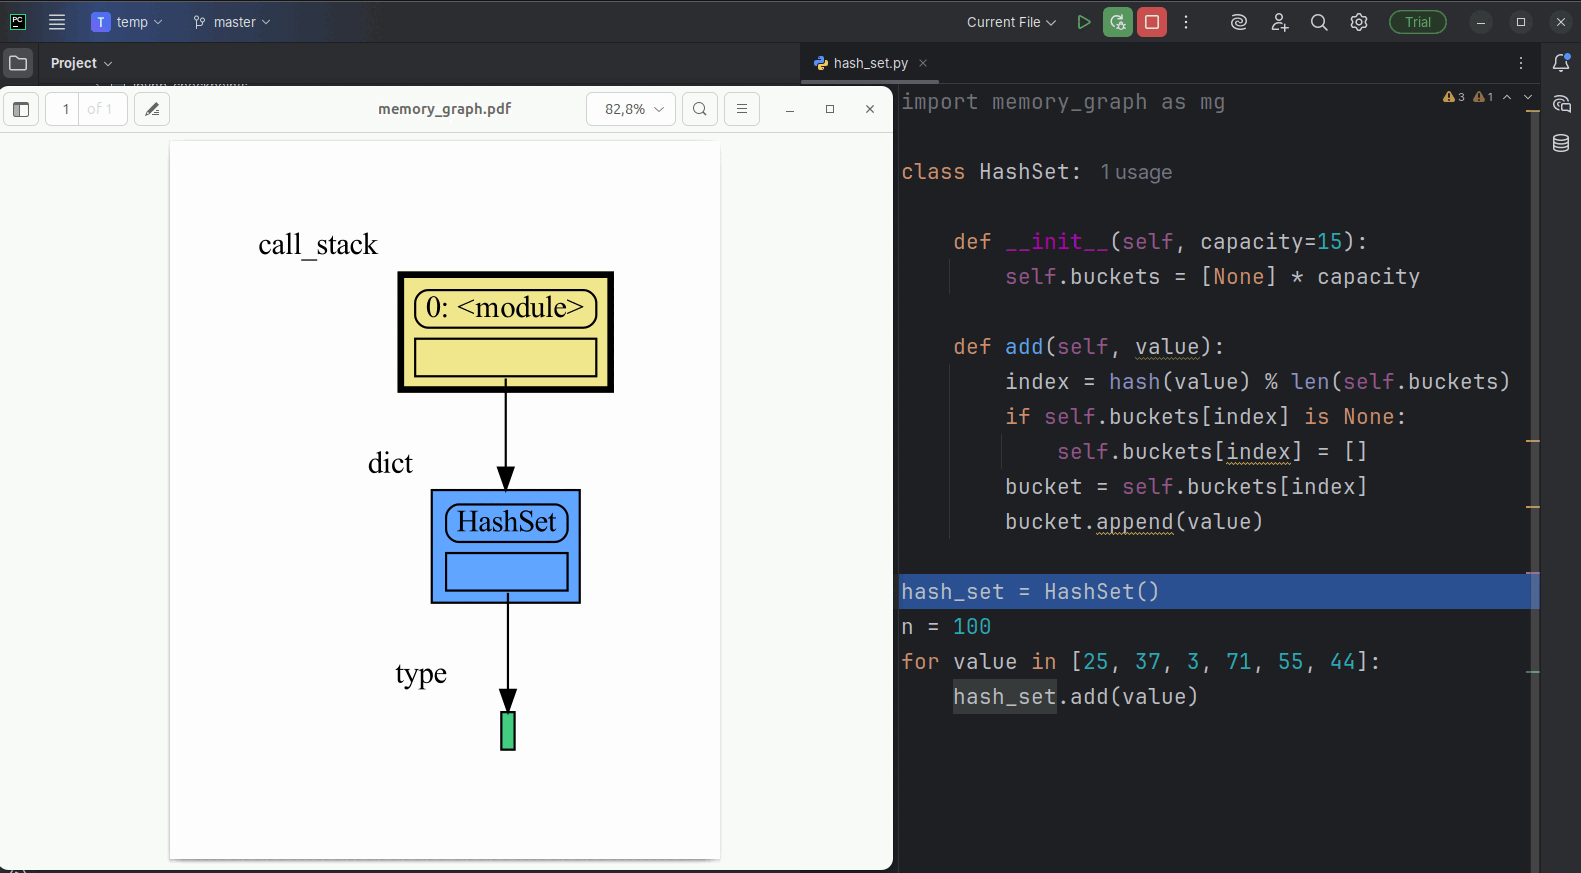 PC T temp master Current File Trial
Project hash_set.py
1 of 1 memory_graph.pdf 82,8%
3 1
call_stack
0: <module>
dict
HashSet
type
import memory_graph as mg
class HashSet: 1 usage
def __init__(self, capacity=15):
self.buckets = [None] * capacity
def add(self, value):
index = hash(value) % len(self.buckets)
if self.buckets[index] is None:
self.buckets[index] = []
bucket = self.buckets[index]
bucket.append(value)
hash_set = HashSet()
n = 100
for value in [25, 37, 3, 71, 55, 44]:
hash_set.add(value)